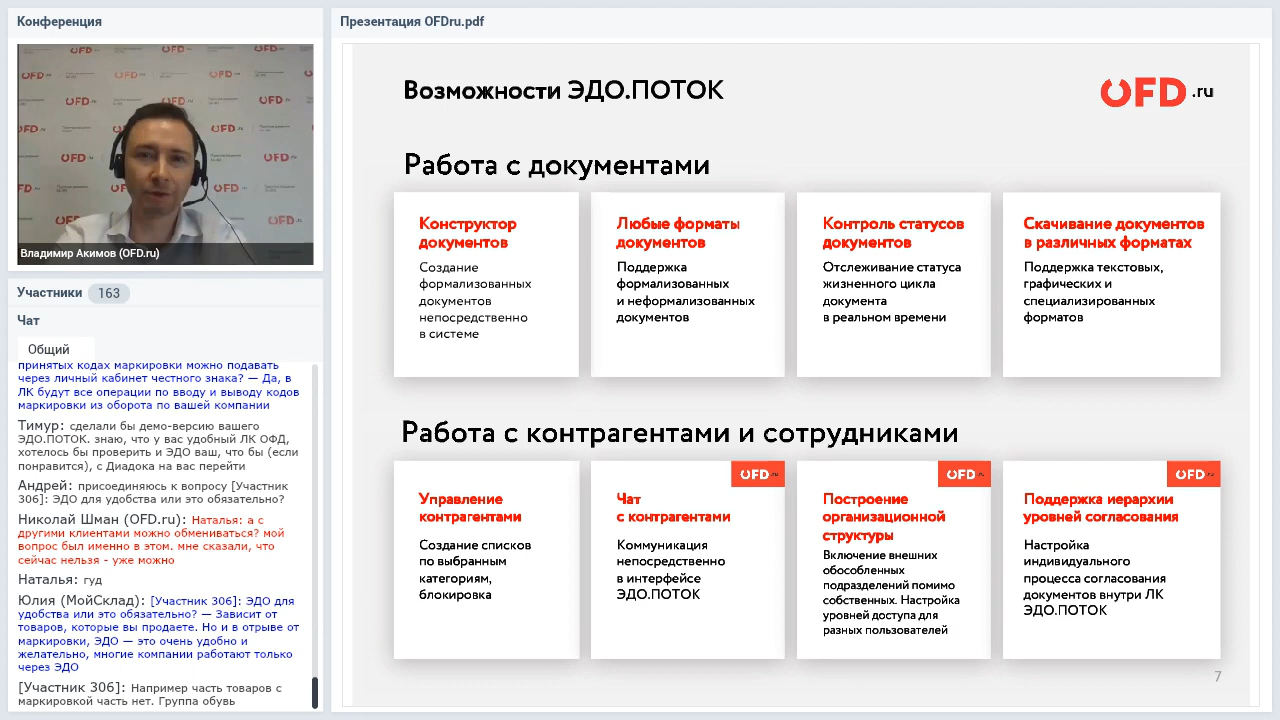 Конференция
Владимир Акимов (OFD.ru)
Участники 163
Чат
Общий
принятых кодах маркировки можно подавать
через личный кабинет честного знака? — Да, в
ЛК будут все операции по вводу и выводу кодов
маркировки из оборота по вашей компании
Тимур: сделали бы демо-версию вашего
ЭДО.ПОТОК. знаю, что у вас удобный ЛК ОФД,
хотелось бы проверить и ЭДО ваш, что бы (если
понравится), с Диадока на вас перейти
Андрей: присоединяюсь к вопросу [Участник
306]: ЭДО для удобства или это обязательно?
Николай Шман (OFD.ru): Наталья: а с
другими клиентами можно обмениваться? мой
вопрос был именно в этом. мне сказали, что
сейчас нельзя - уже можно
Наталья: гуд
Юлия (МойСклад): [Участник 306]: ЭДО для
удобства или это обязательно? — Зависит от
товаров, которые вы продаете. Но и в отрыве от
маркировки, ЭДО — это очень удобно и
желательно, многие компании работают только
через ЭДО
[Участник 306]: Например часть товаров с
маркировкой часть нет. Группа обувь
Презентация OFDru.pdf
Возможности ЭДО.ПОТОК
OFD.ru
Работа с документами
Конструктор
документов
Создание
формализованных
документов
непосредственно
в системе
Любые форматы
документов
Поддержка
формализованных
и неформализованных
документов
Контроль статусов
документов
Отслеживание статуса
жизненного цикла
документа
в реальном времени
Скачивание документов
в различных форматах
Поддержка текстовых,
графических и
специализированных
форматов
Работа с контрагентами и сотрудниками
Управление
контрагентами
Создание списков
по выбранным
категориям,
блокировка
OFD.ru
Чат
с контрагентами
Коммуникация
непосредственно
в интерфейсе
ЭДО.ПОТОК
OFD.ru
Построение
организационной
структуры
Включение внешних
обособленных
подразделений помимо
собственных. Настройка
уровней доступа для
разных пользователей
OFD.ru
Поддержка иерархии
уровней согласования
Настройка
индивидуального
процесса согласования
документов внутри ЛК
ЭДО.ПОТОК
7